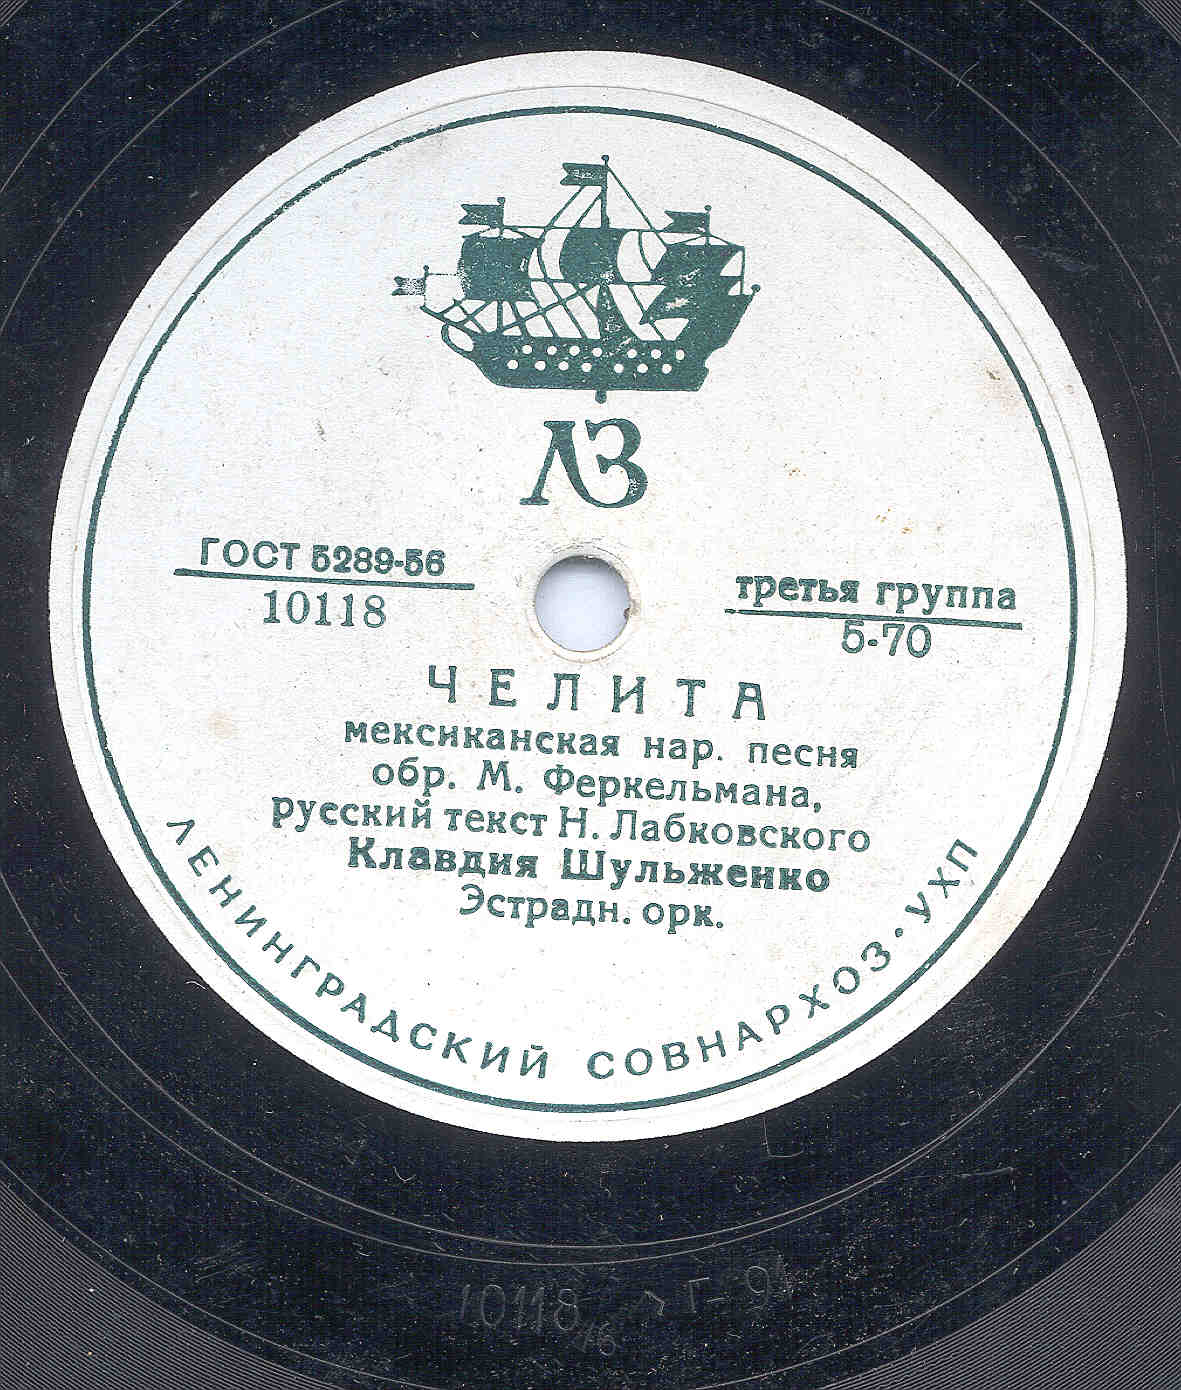 ЛЗ
ГОСТ 5289-56
10118
третья группа
5-70
ЧЕЛИТА
мексиканская нар. песня
обр. М. Феркельмана,
русский текст Н. Лабковского
Клавдия Шульженко
Эстрадн. орк.
ЛЕНИНГРАДСКИЙ СОВНАРХОЗ · УХП
10118